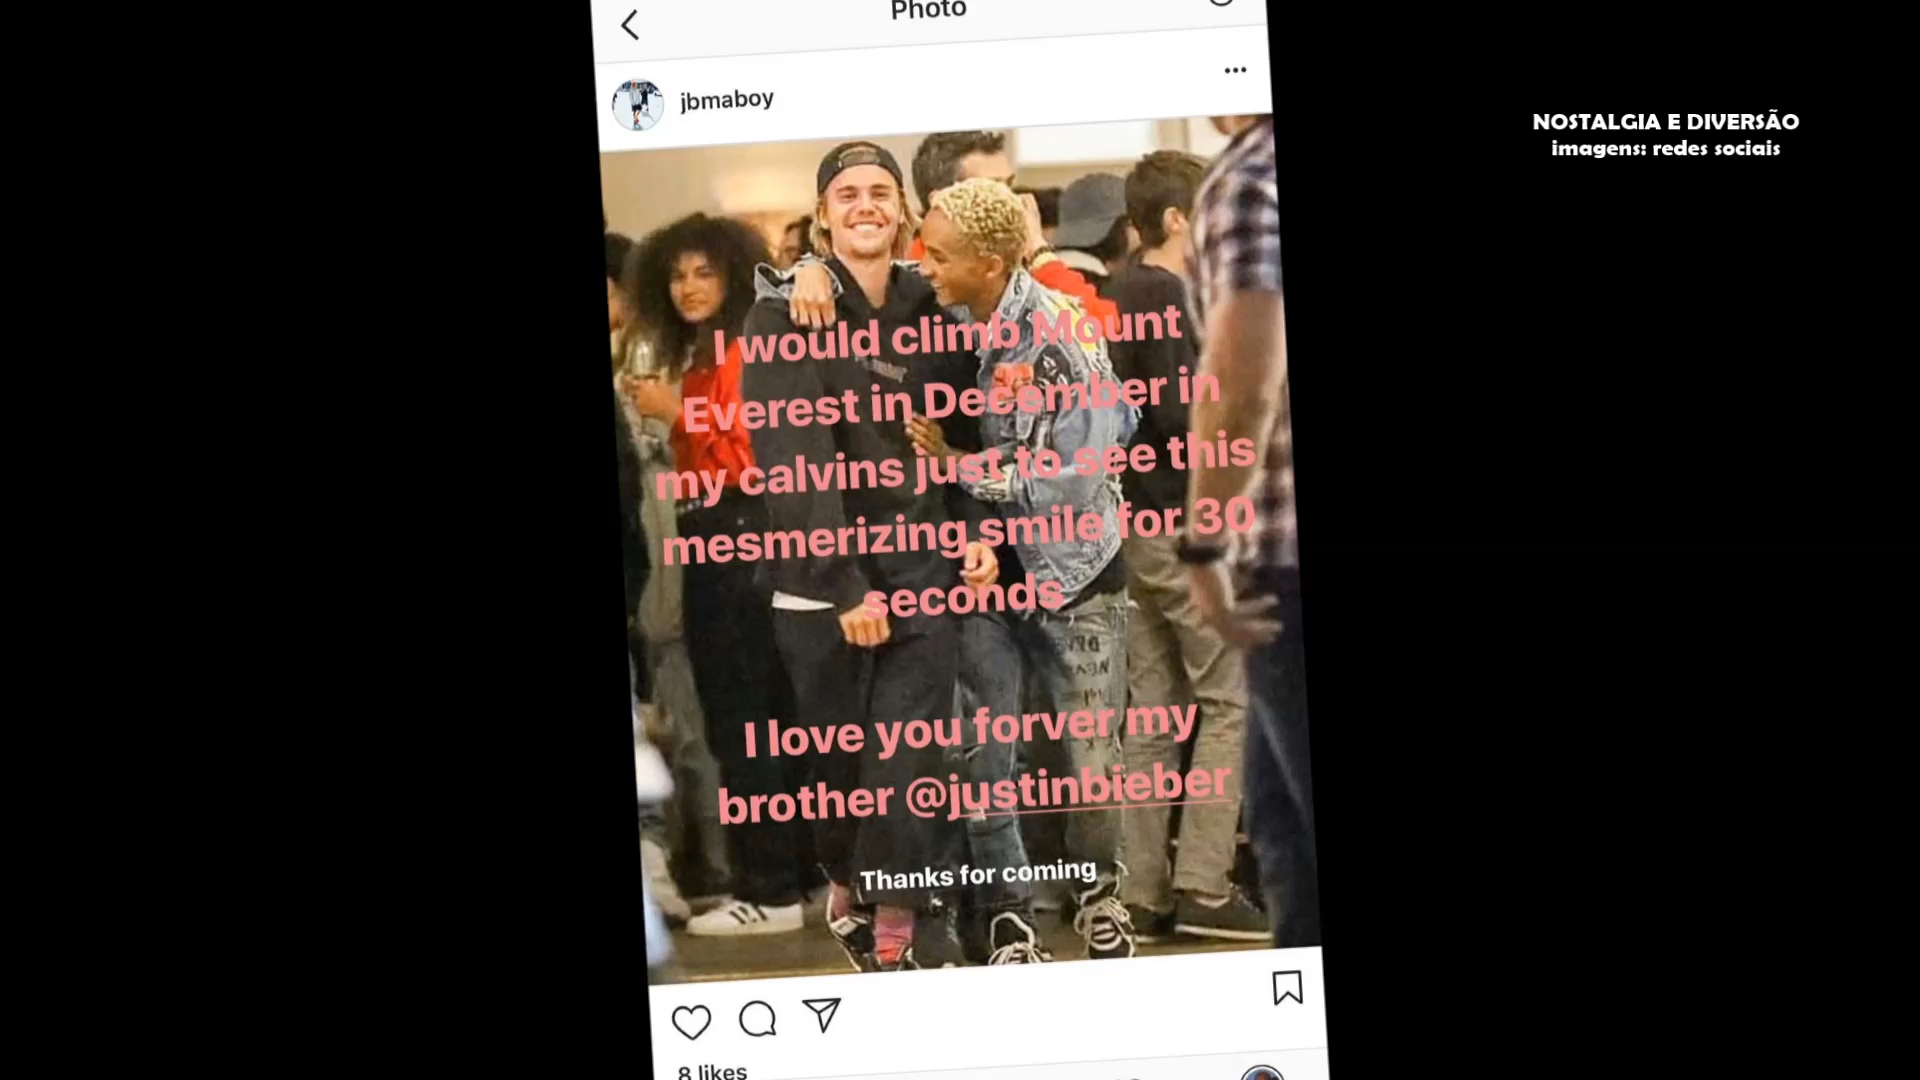 Photo
jbmaboy
NOSTALGIA E DIVERSÃO
imagens: redes sociais
I would climb Mount
Everest in December in
my calvins just to see this
mesmerizing smile for 30
seconds
I love you forver my
brother @justinbieber
Thanks for coming
8 likes